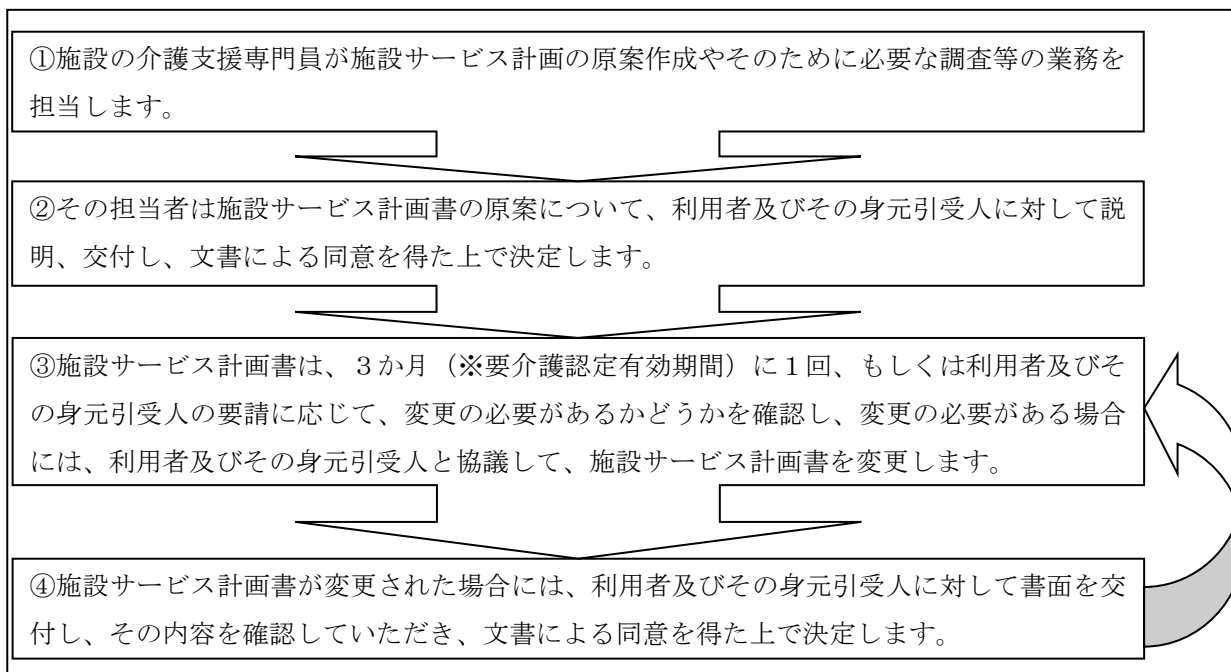 ①施設の介護支援専門員が施設サービス計画の原案作成やそのために必要な調査等の業務を
担当します。
②その担当者は施設サービス計画書の原案について、利用者及びその身元引受人に対して説
明、交付し、文書による同意を得た上で決定します。
③施設サービス計画書は、３か月（※要介護認定有効期間）に１回、もしくは利用者及びそ
の身元引受人の要請に応じて、変更の必要があるかどうかを確認し、変更の必要がある場合
には、利用者及びその身元引受人と協議して、施設サービス計画書を変更します。
④施設サービス計画書が変更された場合には、利用者及びその身元引受人に対して書面を交
付し、その内容を確認していただき、文書による同意を得た上で決定します。